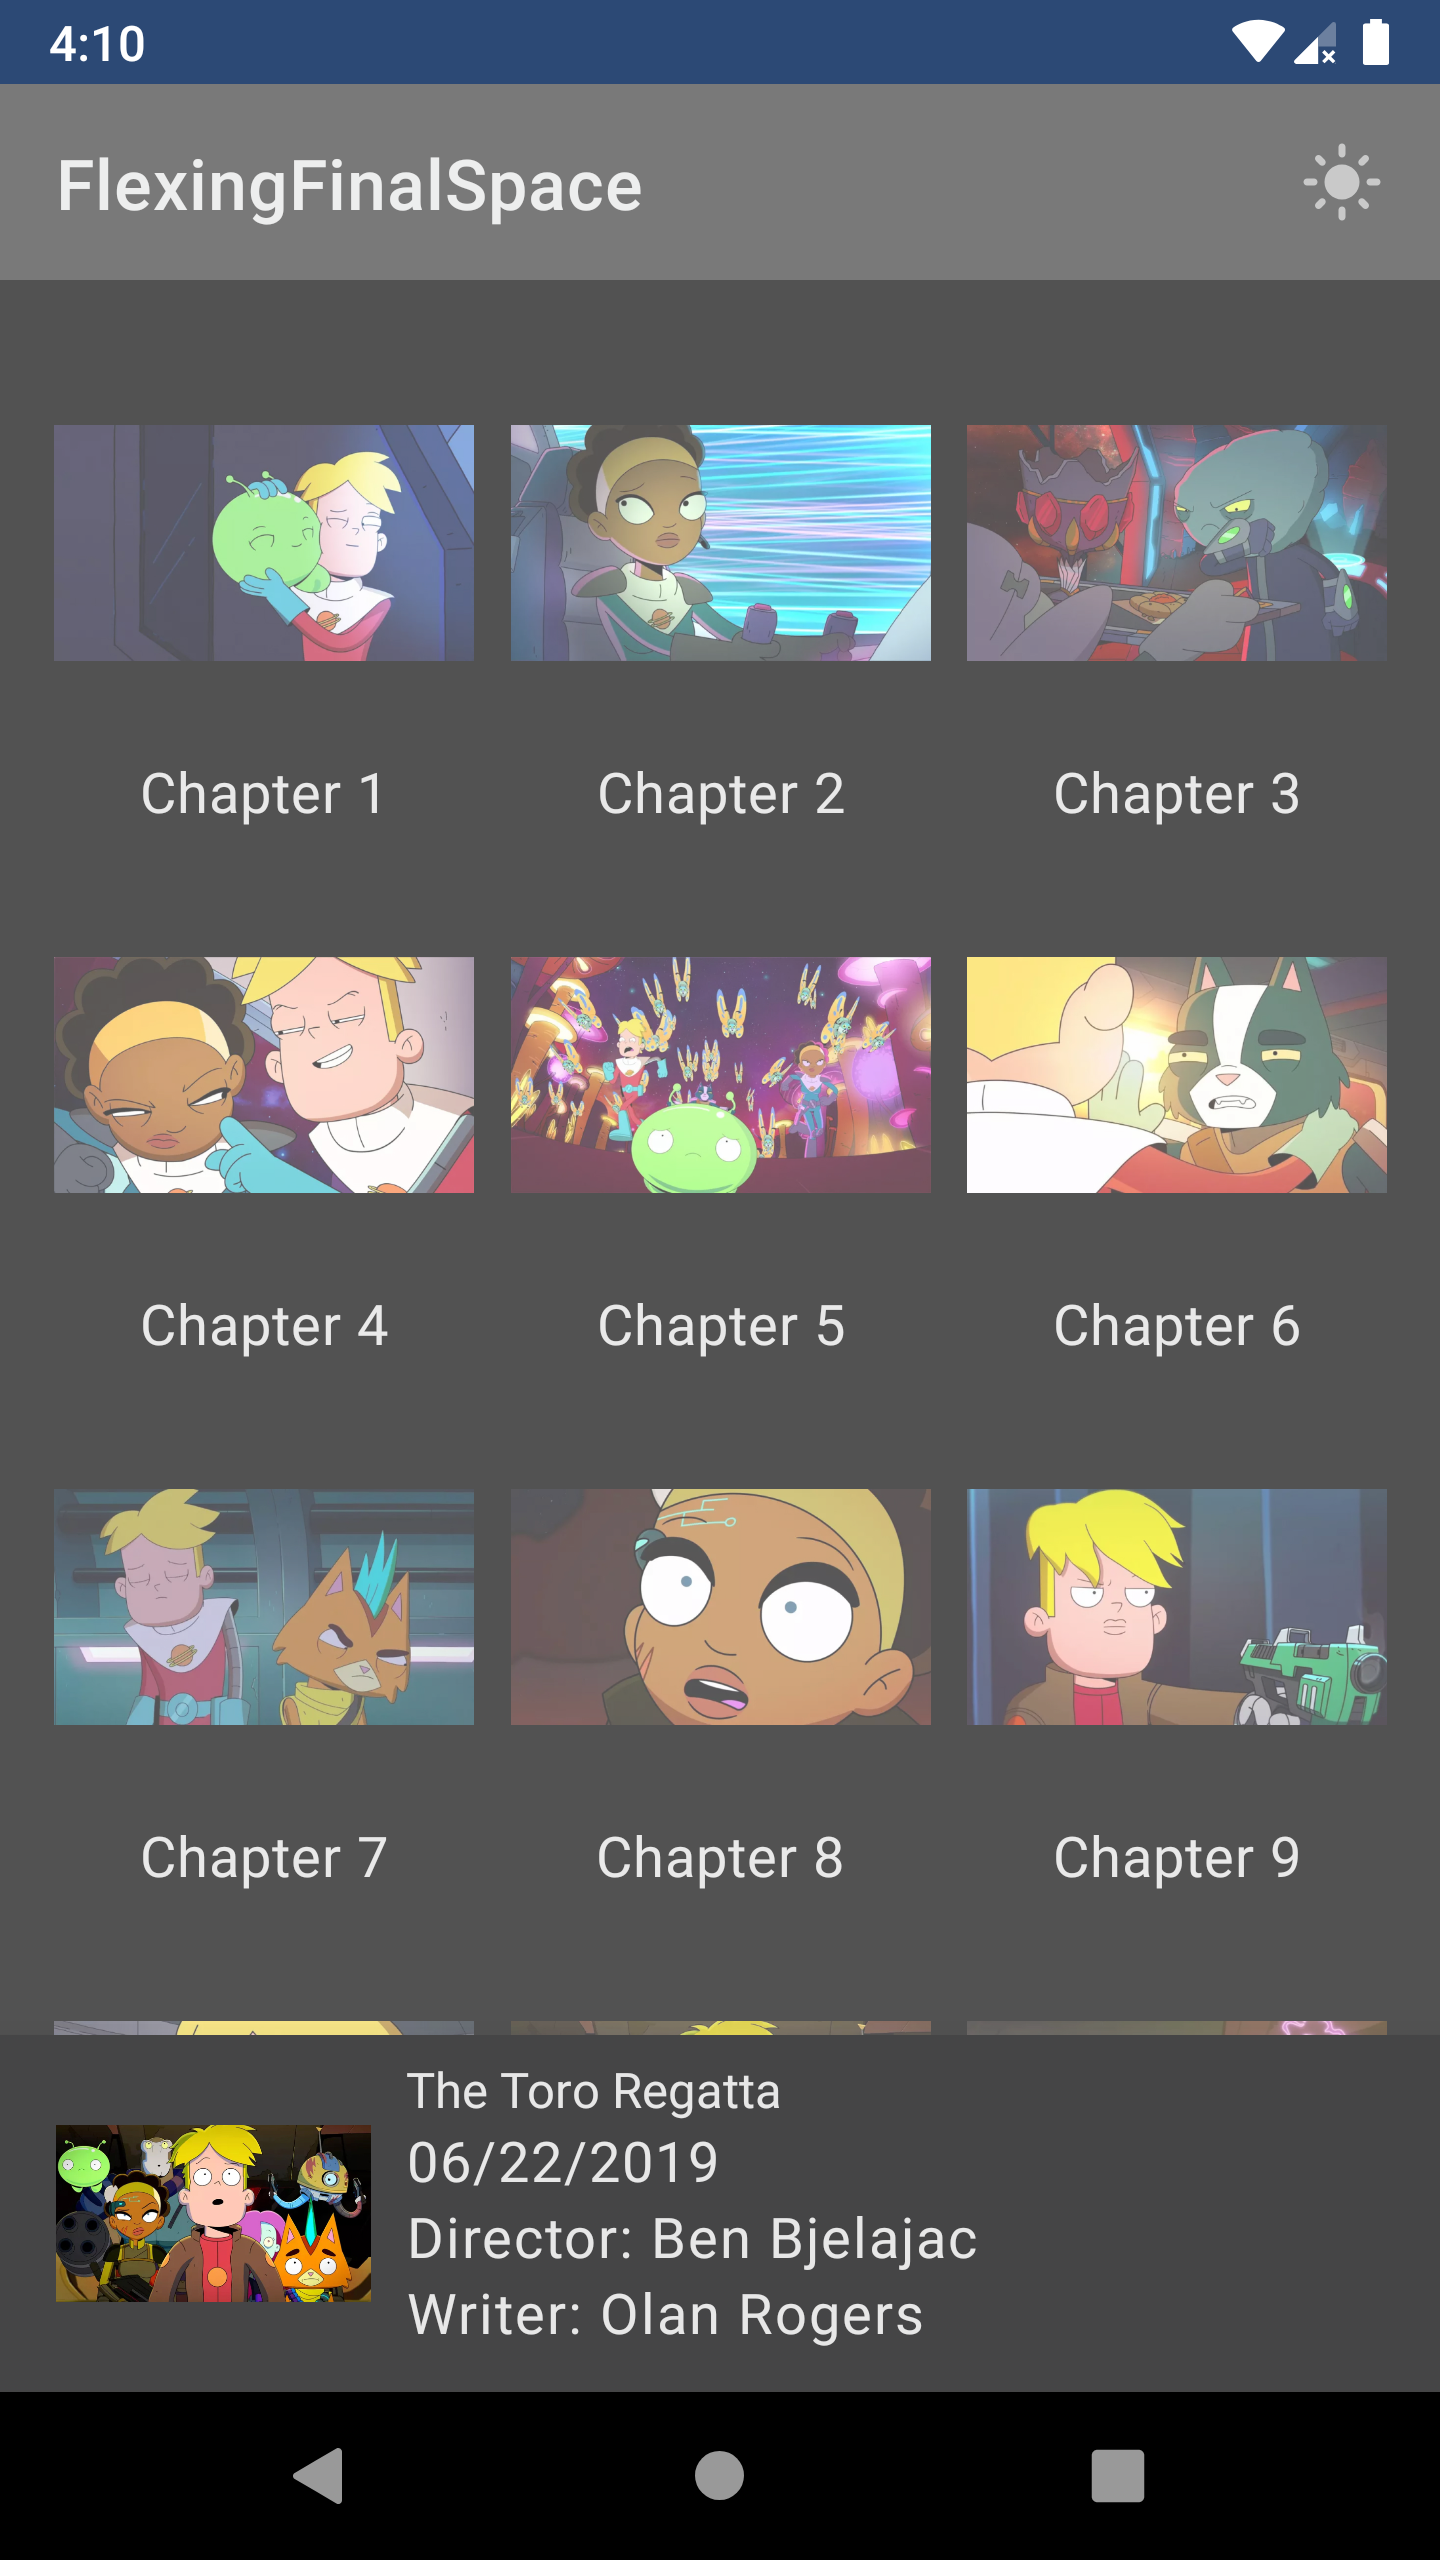 4:10
FlexingFinalSpace
Chapter 1
Chapter 2
Chapter 3
Chapter 4
Chapter 5
Chapter 6
Chapter 7
Chapter 8
Chapter 9
The Toro Regatta
06/22/2019
Director: Ben Bjelajac
Writer: Olan Rogers